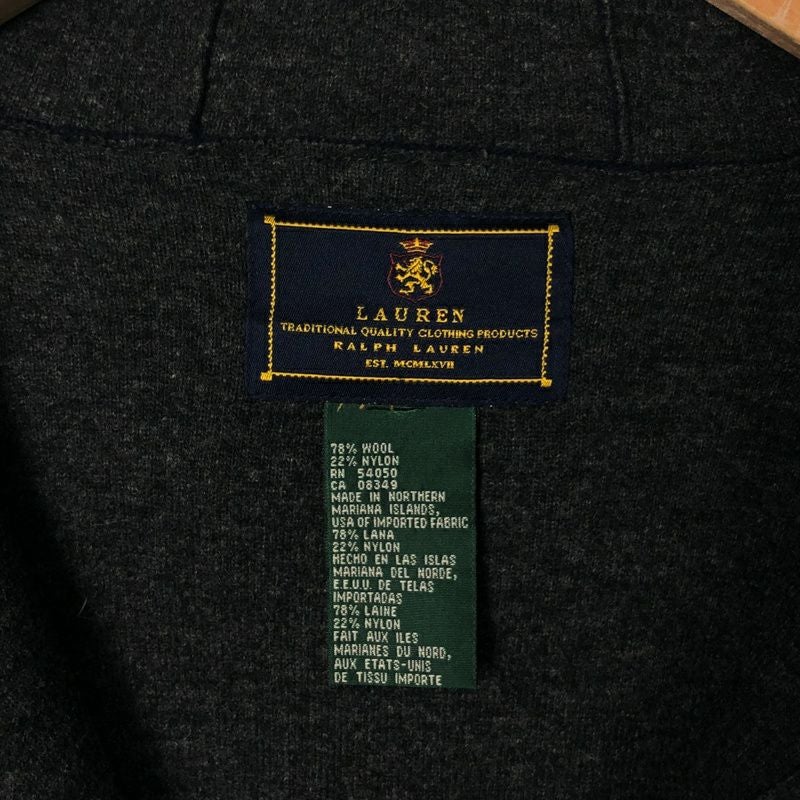 LAUREN
TRADITIONAL QUALITY CLOTHING PRODUCTS
RALPH LAUREN
EST. MCMLXVII
78% WOOL
22% NYLON
RN 54050
CA 08349
MADE IN NORTHERN
MARIANA ISLANDS,
USA OF IMPORTED FABRIC
78% LANA
22% NYLON
HECHO EN LAS ISLAS
MARIANA DEL NORDE,
E.E.U.U. DE TELAS
IMPORTADAS
78% LAINE
22% NYLON
FAIT AUX ILES
MARIANES DU NORD,
AUX ETATS-UNIS
DE TISSU IMPORTE